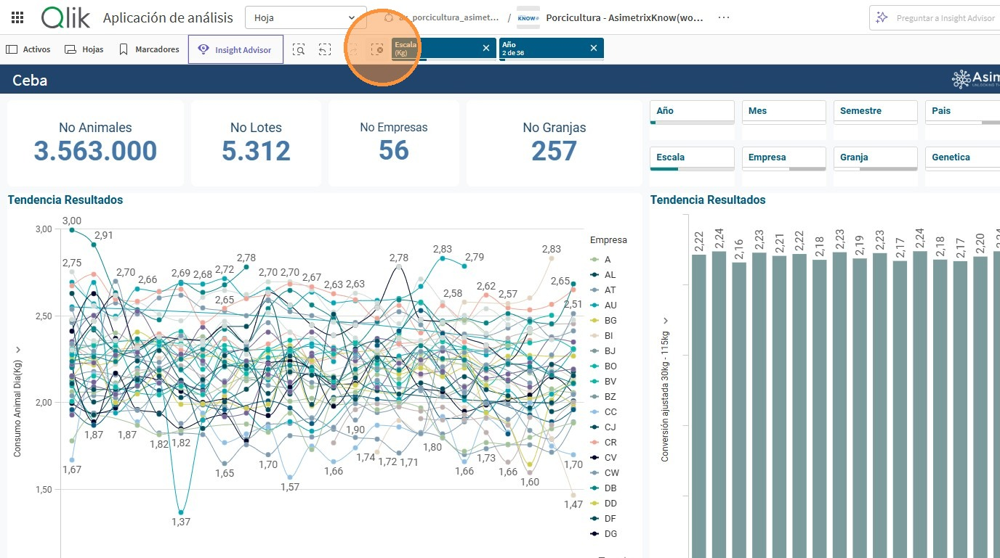 Qlik Aplicación de análisis Hoja ar_porcicultura_asimet... / KNOW Porcicultura - AsimetrixKnow(wo... ... Preguntar a Insight Advisor
Activos Hojas Marcadores Insight Advisor Escala (Kg) Año 2 de 36
Ceba
Asim
No Animales
3.563.000
No Lotes
5.312
No Empresas
56
No Granjas
257
Año Mes Semestre Pais
Escala Empresa Granja Genetica
Tendencia Resultados
Consumo Animal Dia(Kg)
3,00
2,50
2,00
1,50
3,00
2,91
2,75
2,70
2,66
2,69
2,68
2,72
2,78
2,65
2,70
2,70
2,67
2,63
2,63
2,78
2,83
2,79
2,58
2,62
2,57
2,83
2,65
2,51
1,67
1,87
1,87
1,82
1,82
1,37
1,65
1,70
1,57
1,66
1,90
1,74
1,72
1,71
1,80
1,66
1,73
1,66
1,60
1,70
1,47
Empresa
A
AL
AT
AU
BG
BI
BJ
BO
BV
BZ
CC
CJ
CR
CV
CW
DB
DD
DF
DG
Tendencia Resultados
Conversión ajustada 30kg - 115kg
2,22
2,24
2,16
2,23
2,21
2,22
2,18
2,23
2,19
2,23
2,17
2,24
2,18
2,17
2,20